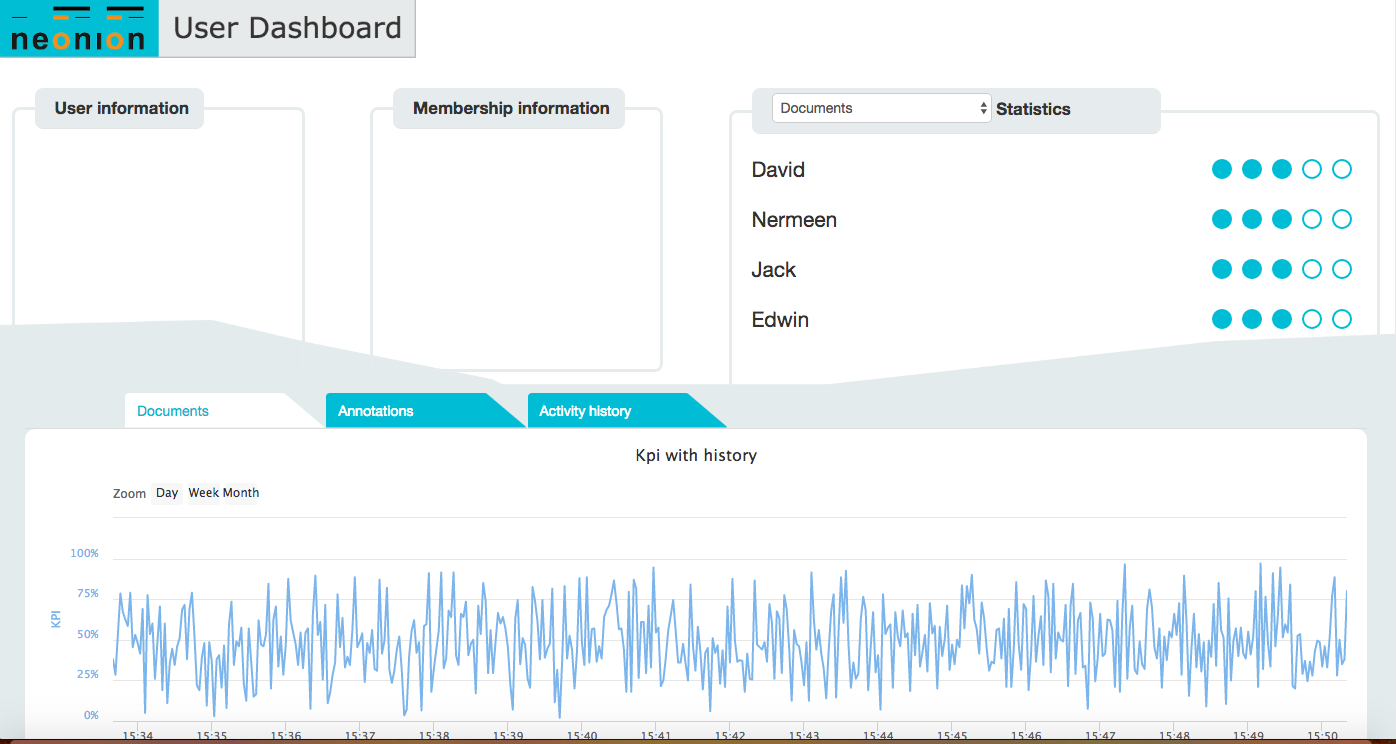 neonion User Dashboard
User information
Membership information
Documents Statistics
David
Nermeen
Jack
Edwin
Documents Annotations Activity history
Kpi with history
Zoom Day Week Month
100%
75%
50%
25%
0%
KPI
15:34 15:35 15:36 15:37 15:38 15:39 15:40 15:41 15:42 15:43 15:44 15:45 15:46 15:47 15:48 15:49 15:50